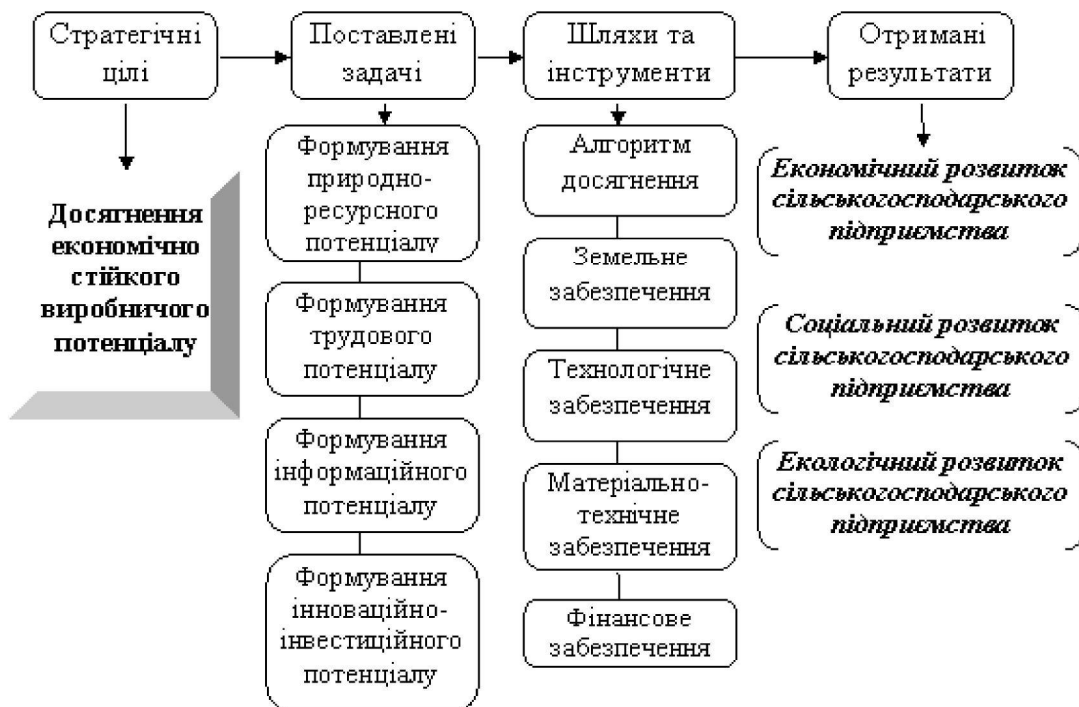 Стратегічні
цілі
Поставлені
задачі
Шляхи та
інструменти
Отримані
результати
Досягнення
економічно
стійкого
виробничого
потенціалу
Формування
природно-
ресурсного
потенціалу
Формування
трудового
потенціалу
Формування
інформаційного
потенціалу
Формування
інноваційно-
інвестиційного
потенціалу
Алгоритм
досягнення
Земельне
забезпечення
Технологічне
забезпечення
Матеріально-
технічне
забезпечення
Фінансове
забезпечення
Економічний розвиток
сільськогосподарського
підприємства
Соціальний розвиток
сільськогосподарського
підприємства
Екологічний розвиток
сільськогосподарського
підприємства